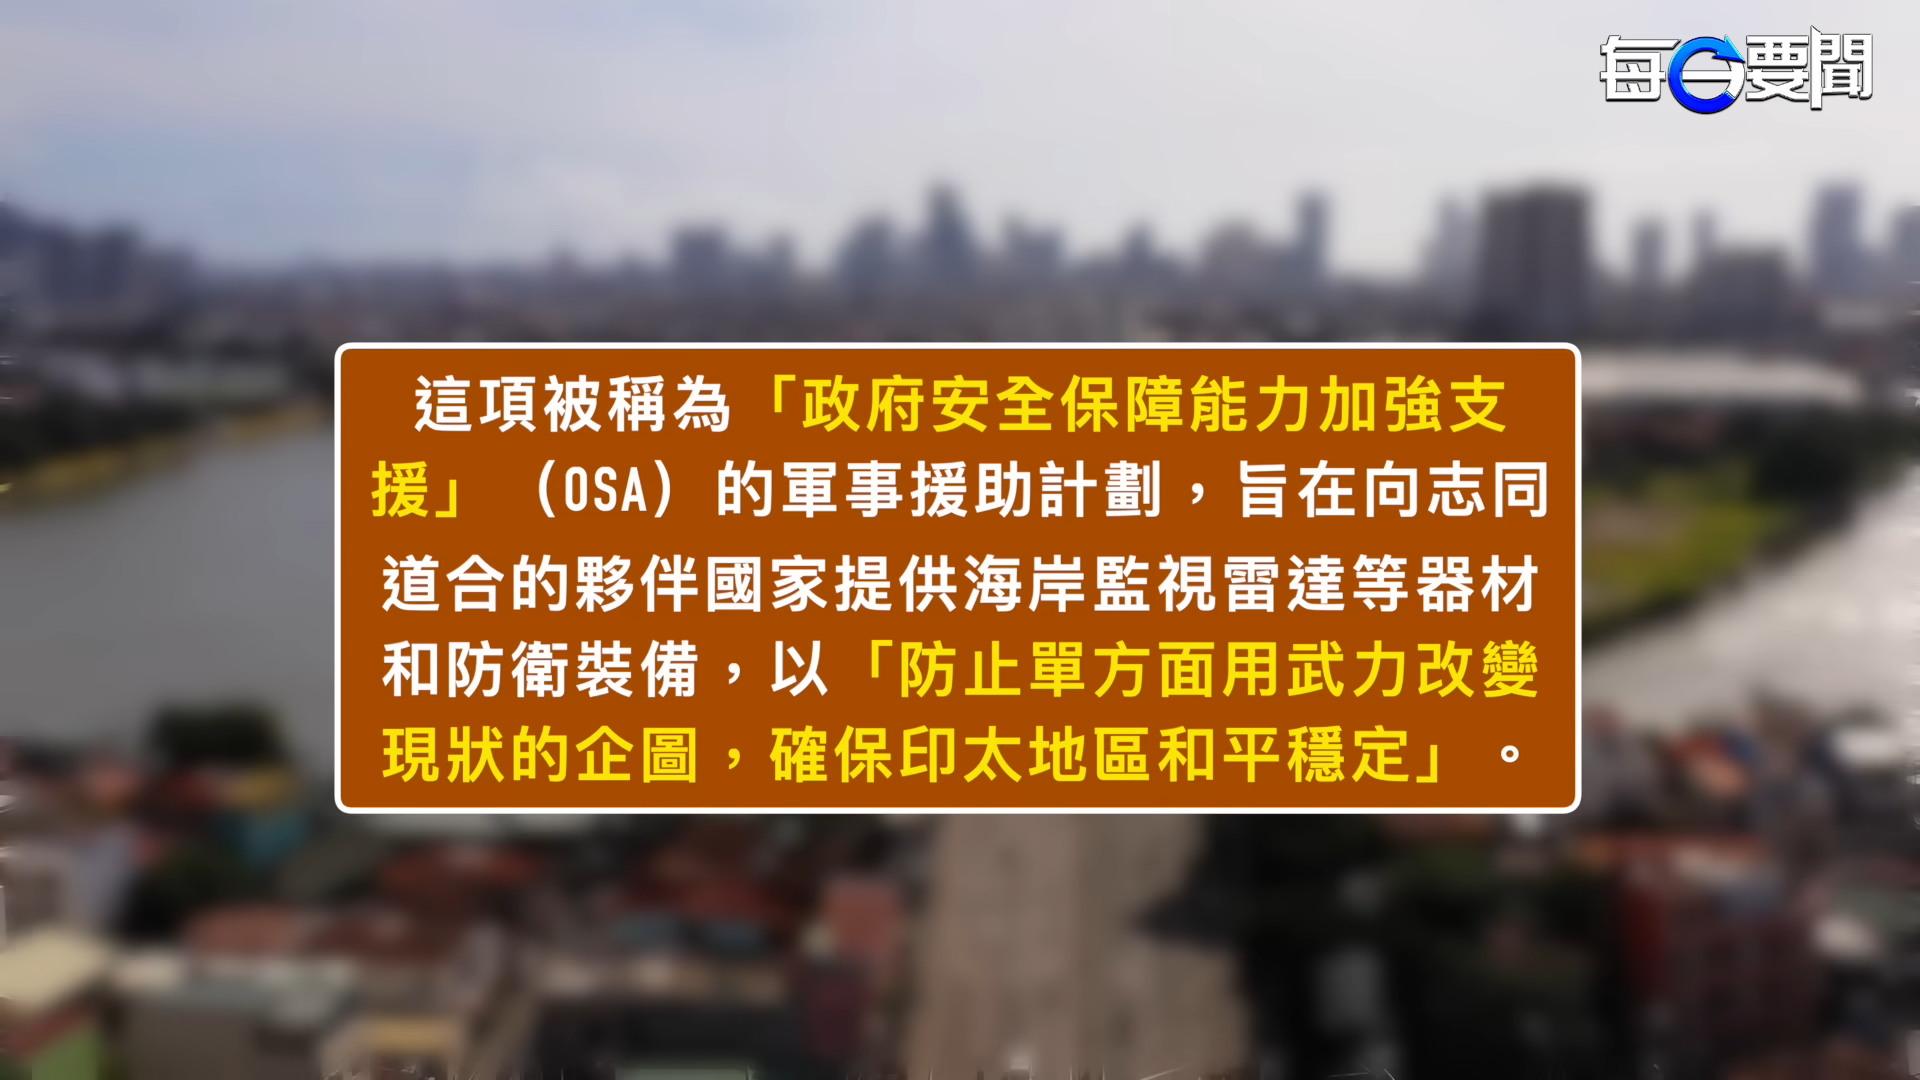 每日要聞
這項被稱為「政府安全保障能力加強支
援」（OSA）的軍事援助計劃，旨在向志同
道合的夥伴國家提供海岸監視雷達等器材
和防衛裝備，以「防止單方面用武力改變
現狀的企圖，確保印太地區和平穩定」。